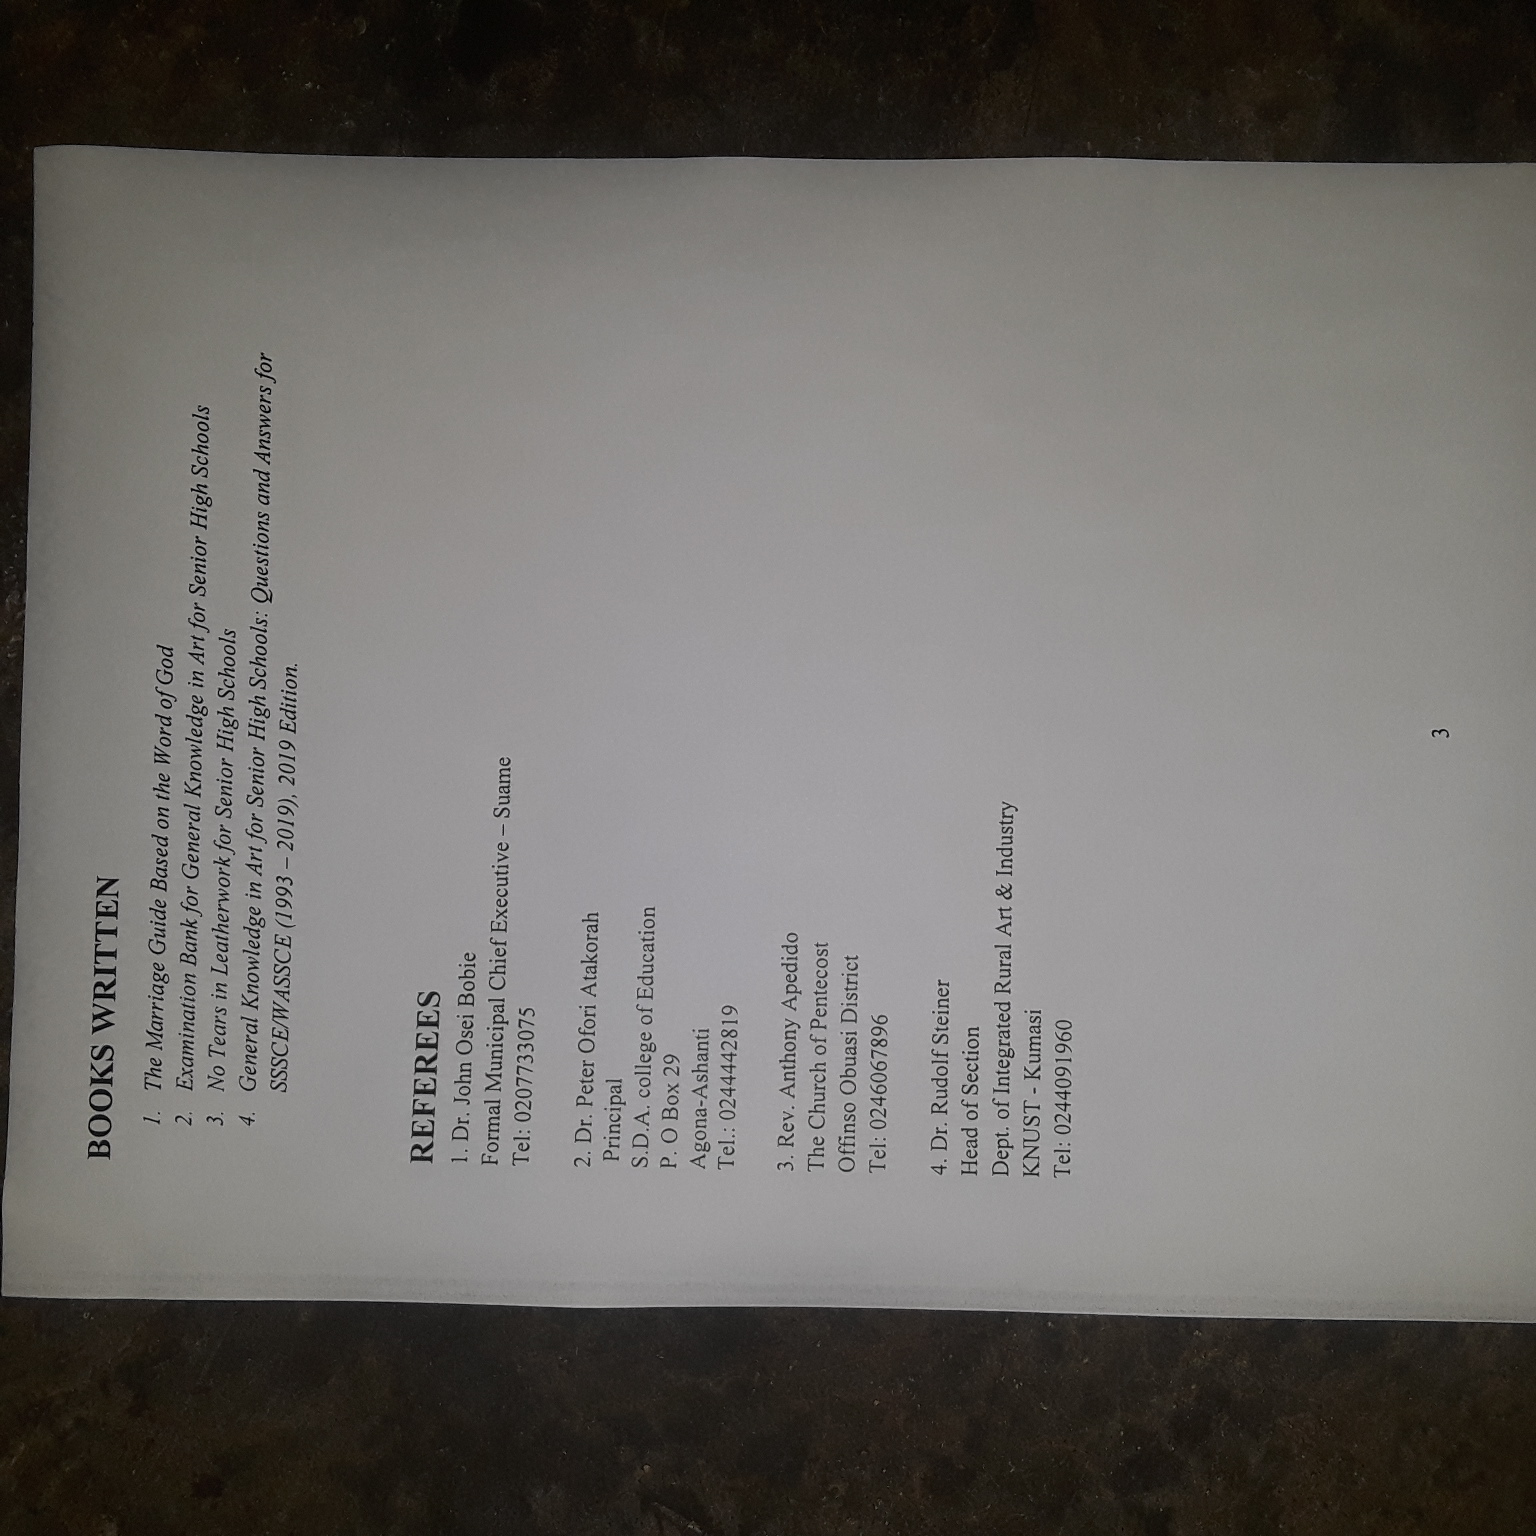 BOOKS WRITTEN
1. The Marriage Guide Based on the Word of God
2. Examination Bank for General Knowledge in Art for Senior High Schools
3. No Tears in Leatherwork for Senior High Schools
4. General Knowledge in Art for Senior High Schools: Questions and Answers for
SSSCE/WASSCE (1993 – 2019), 2019 Edition.
REFEREES
1. Dr. John Osei Bobie
Formal Municipal Chief Executive – Suame
Tel: 0207733075
2. Dr. Peter Ofori Atakorah
Principal
S.D.A. college of Education
P. O Box 29
Agona-Ashanti
Tel.: 0244442819
3. Rev. Anthony Apedido
The Church of Pentecost
Offinso Obuasi District
Tel: 0246067896
4. Dr. Rudolf Steiner
Head of Section
Dept. of Integrated Rural Art & Industry
KNUST - Kumasi
Tel: 0244091960
3